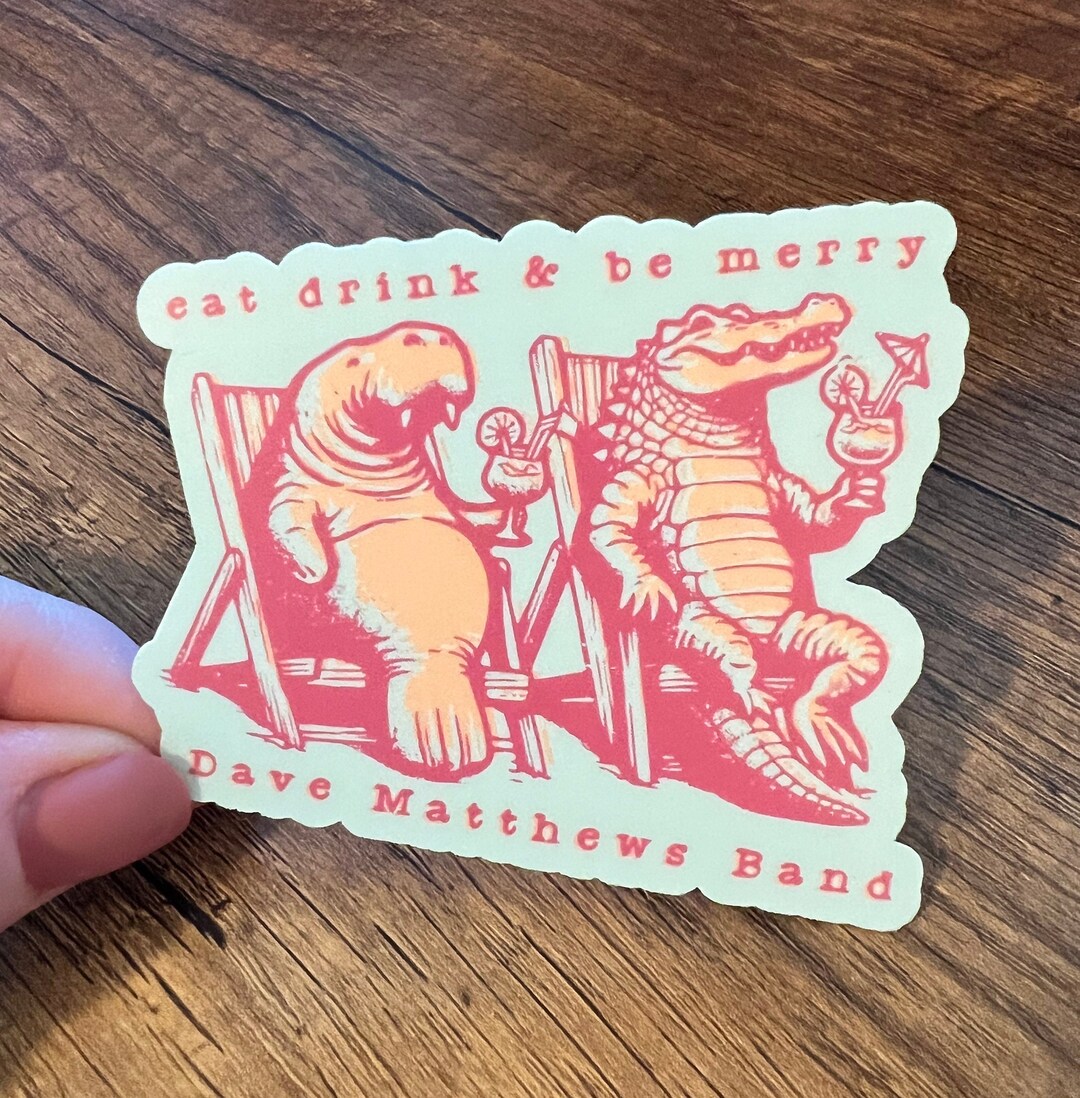 eat drink & be merry
Dave Matthews Band